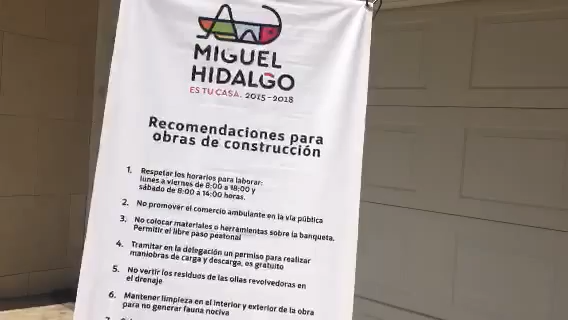 MIGUEL
HIDALGO
ES TU CASA. 2015-2018
Recomendaciones para
obras de construcción
1. Respetar los horarios para laborar:
lunes a viernes de 8:00 a 18:00 y
sábado de 8:00 a 14:00 horas.
2. No promover el comercio ambulante en la vía pública
3. No colocar materiales o herramientas sobre la banqueta.
Permitir el libre paso peatonal
4. Tramitar en la delegación un permiso para realizar
maniobras de carga y descarga, es gratuito
5. No vertir los residuos de las ollas revolvedoras en
el drenaje
6. Mantener limpieza en el interior y exterior de la obra
para no generar fauna nociva